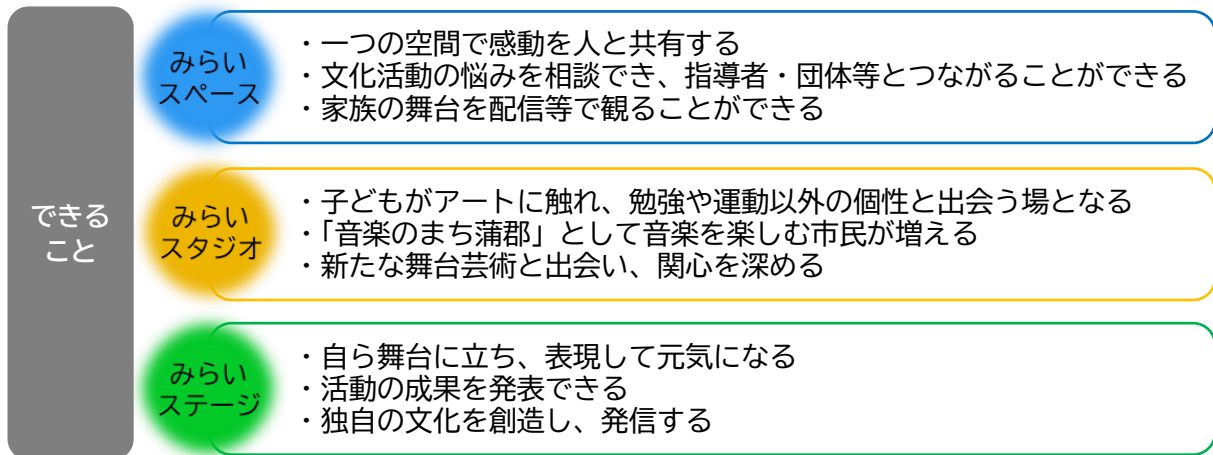 できる
こと
みらい
スペース
・一つの空間で感動を人と共有する
・文化活動の悩みを相談でき、指導者・団体等とつながることができる
・家族の舞台を配信等で観ることができる
みらい
スタジオ
・子どもがアートに触れ、勉強や運動以外の個性と出会う場となる
・「音楽のまち蒲郡」として音楽を楽しむ市民が増える
・新たな舞台芸術と出会い、関心を深める
みらい
ステージ
・自ら舞台に立ち、表現して元気になる
・活動の成果を発表できる
・独自の文化を創造し、発信する